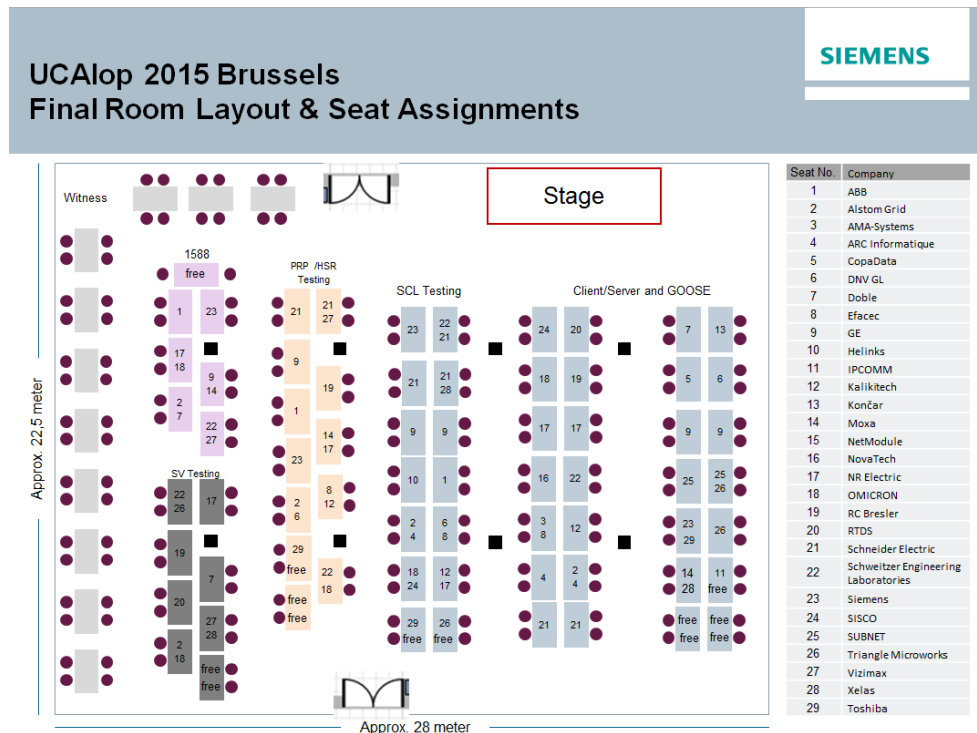 SIEMENS
UCAIop 2015 Brussels
Final Room Layout & Seat Assignments
Witness
Stage
1588
free
1 23
17
18
9
14
2
7
22
27
PRP /HSR
Testing
21
21
27
9
19
1
14
17
23
8
12
2
6
29
free
22
18
free
free
SV Testing
22
26
17
19
7
20
27
28
2
18
free
free
SCL Testing
23
22
21
21
21
28
9 9
10 1
2
4
6
8
18
24
12
17
29
free
26
free
Client/Server and GOOSE
24 20
18 19
17 17
16 22
3
8
12
4
2
4
21 21
7 13
5 6
9 9
25
25
26
23
29
26
14
28
11
free
free free
free free
Approx. 22,5 meter
Approx. 28 meter
Seat No. Company
1 ABB
2 Alstom Grid
3 AMA-Systems
4 ARC Informatique
5 CopaData
6 DNV GL
7 Doble
8 Efacec
9 GE
10 Helinks
11 IPCOMM
12 Kalikitech
13 Končar
14 Moxa
15 NetModule
16 NovaTech
17 NR Electric
18 OMICRON
19 RC Bresler
20 RTDS
21 Schneider Electric
22 Schweitzer Engineering
Laboratories
23 Siemens
24 SISCO
25 SUBNET
26 Triangle Microworks
27 Vizimax
28 Xelas
29 Toshiba